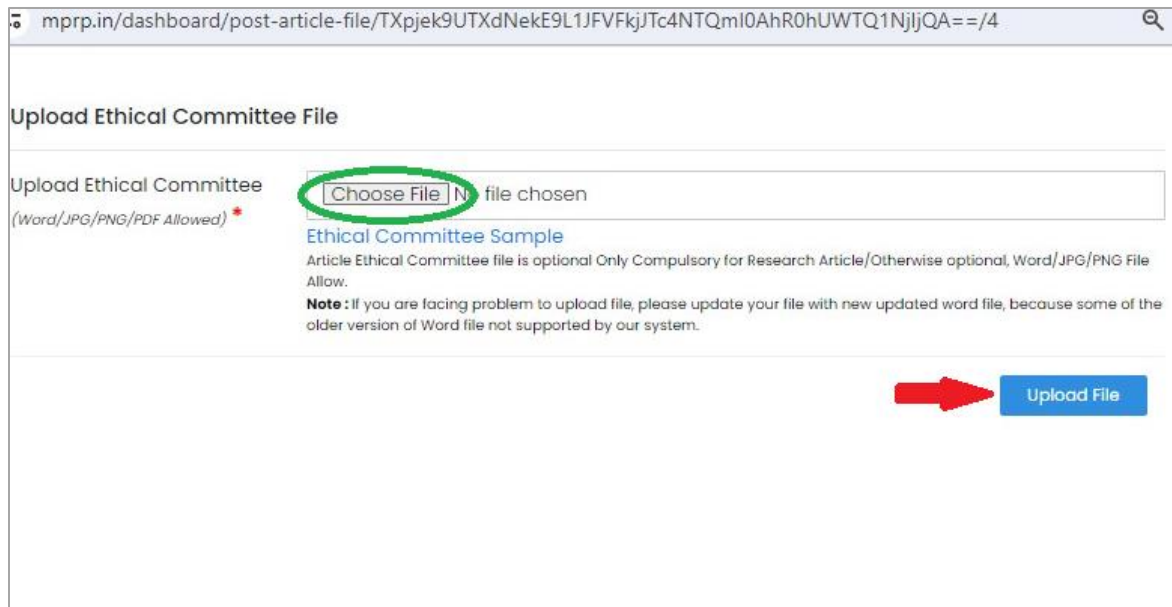 mprp.in/dashboard/post-article-file/TXpjek9UTXdNekE9L1JFVFkjJTc4NTQmI0AhR0hUWTQ1NjIjQA==/4
Upload Ethical Committee File
Upload Ethical Committee
(Word/JPG/PNG/PDF Allowed) *
Choose File No file chosen
Ethical Committee Sample
Article Ethical Committee file is optional Only Compulsory for Research Article/Otherwise optional, Word/JPG/PNG File
Allow.
Note : If you are facing problem to upload file, please update your file with new updated word file, because some of the
older version of Word file not supported by our system.
Upload File